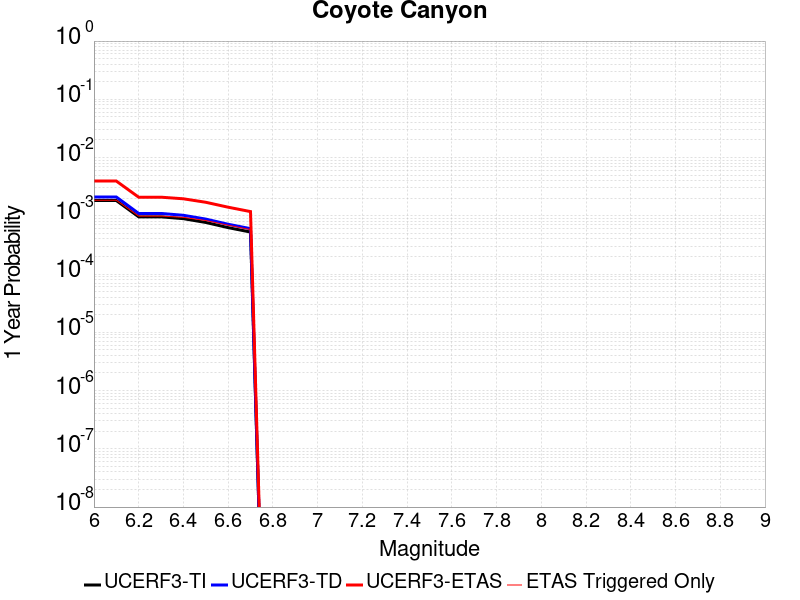 Coyote Canyon
10^0
10^-1
10^-2
10^-3
10^-4
10^-5
10^-6
10^-7
10^-8
1 Year Probability
6 6.2 6.4 6.6 6.8 7 7.2 7.4 7.6 7.8 8 8.2 8.4 8.6 8.8 9
Magnitude
UCERF3-TI UCERF3-TD UCERF3-ETAS ETAS Triggered Only